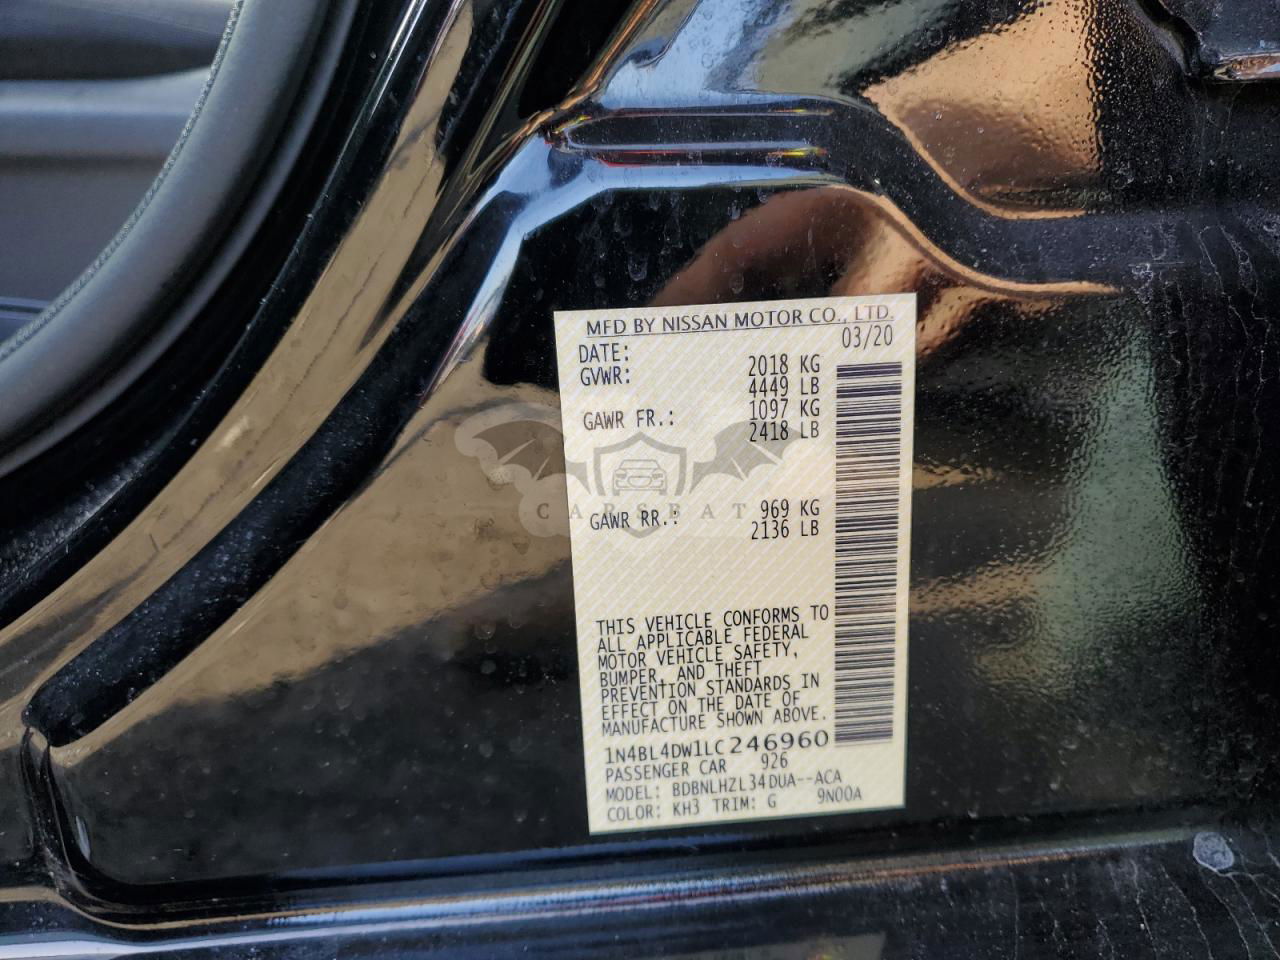 MFD BY NISSAN MOTOR CO., LTD.
DATE: 03/20
GVWR: 2018 KG
4449 LB
GAWR FR.: 1097 KG
2418 LB
CARSBAT
GAWR RR.: 969 KG
2136 LB
THIS VEHICLE CONFORMS TO
ALL APPLICABLE FEDERAL
MOTOR VEHICLE SAFETY,
BUMPER, AND THEFT
PREVENTION STANDARDS IN
EFFECT ON THE DATE OF
MANUFACTURE SHOWN ABOVE.
1N4BL4DW1LC246960
PASSENGER CAR 926
MODEL: BDBNLHZL34DUA--ACA
COLOR: KH3 TRIM: G 9N00A